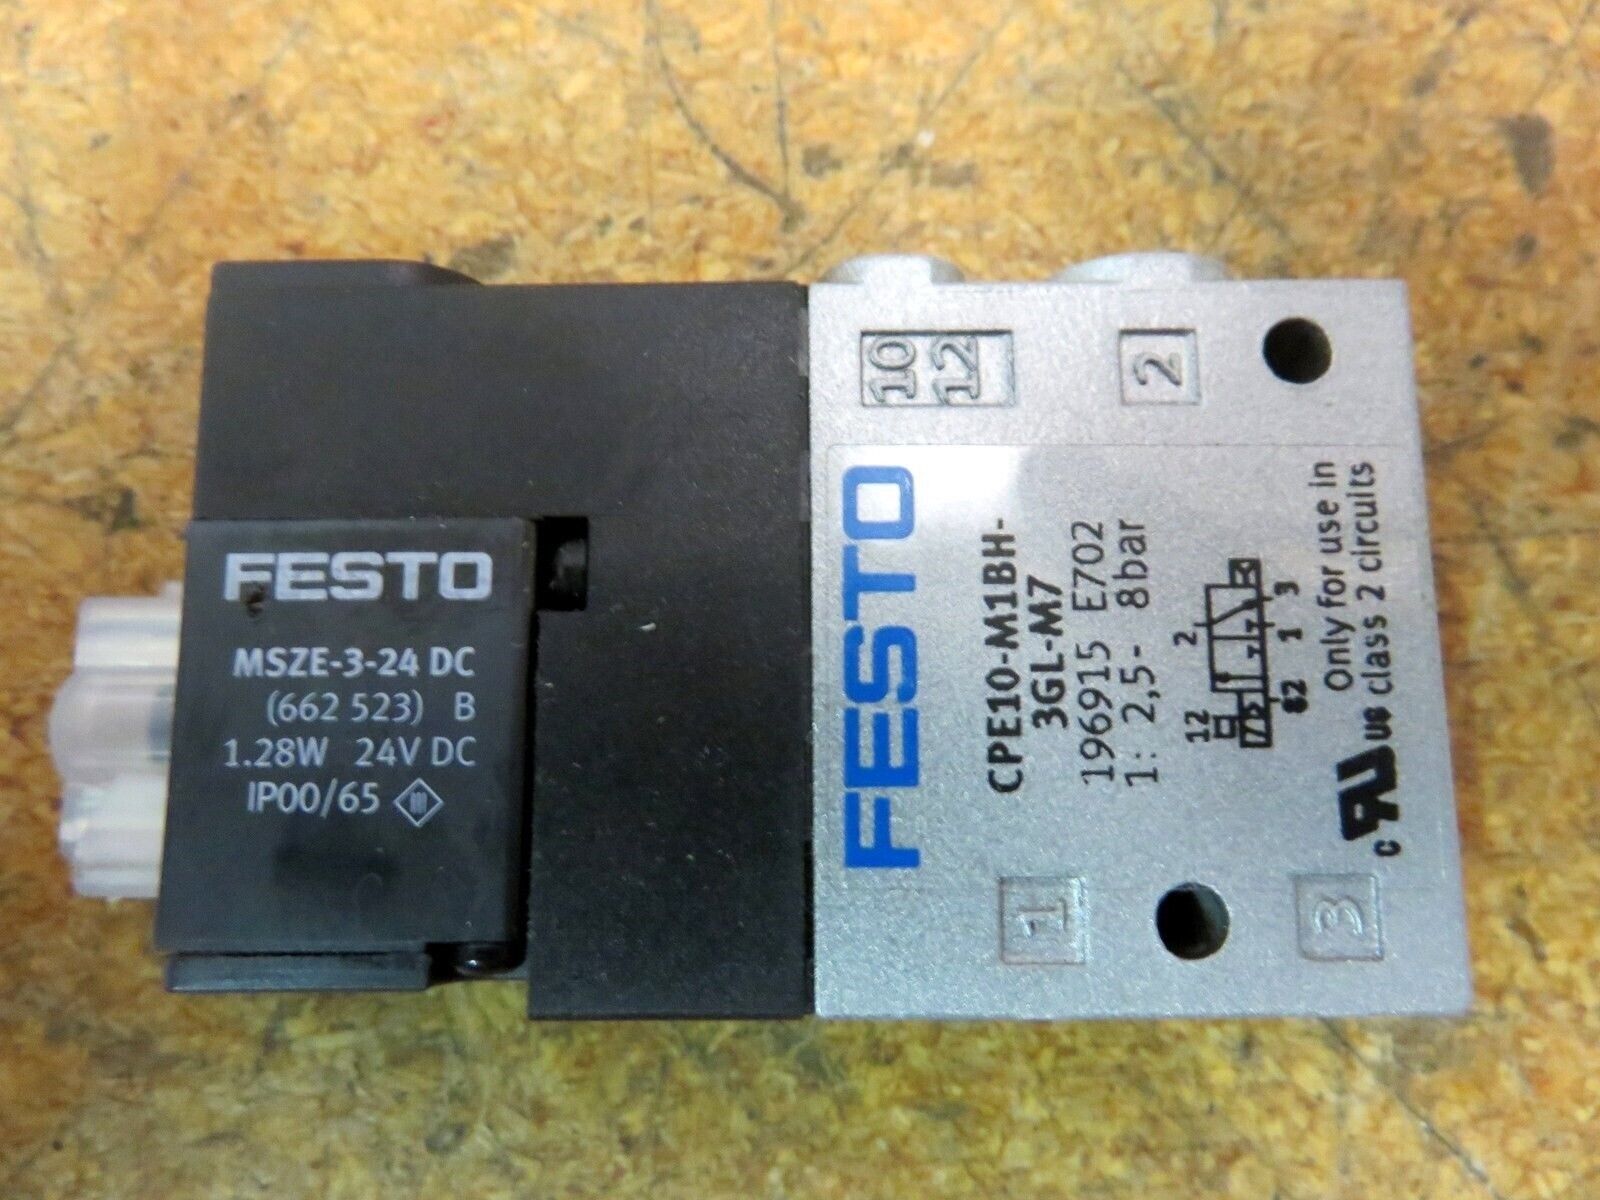 FESTO
MSZE-3-24 DC
(662 523) B
1.28W 24V DC
IP00/65
III
10
12
2
FESTO
CPE10-M1BH-
3GL-M7
196915 E702
1: 2,5- 8bar
12
2
82
1
3
Only for use in
class 2 circuits
c
US
1
3